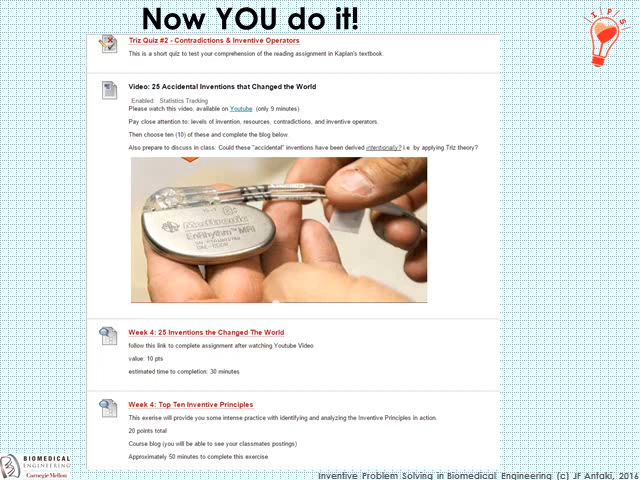 Now YOU do it!
I P S
Triz Quiz #2 - Contradictions & Inventive Operators
This is a short quiz to test your comprehension of the reading assignment in Kaplan's textbook.
Video: 25 Accidental Inventions that Changed the World
Enabled: Statistics Tracking
Please watch this video, available on Youtube (only 9 minutes)
Pay close attention to: levels of invention, resources, contradictions, and inventive operators.
Then choose ten (10) of these and complete the blog below.
Also prepare to discuss in class: Could these "accidental" inventions have been derived intentionally? I.e. by applying Triz theory?
Medtronic
EnRhythm™ MRI
Week 4: 25 Inventions the Changed The World
follow this link to complete assignment after watching Youtube Video
value: 10 pts
estimated time to completion: 30 minutes
Week 4: Top Ten Inventive Principles
This exerise will provide you some intense practice with identifying and analyzing the Inventive Principles in action.
20 points total
Course blog (you will be able to see your classmates postings)
Approximately 50 minutes to complete this exercise
BIOMEDICAL
ENGINEERING
Carnegie Mellon
Inventive Problem Solving in Biomedical Engineering (c) JF Antaki, 2016